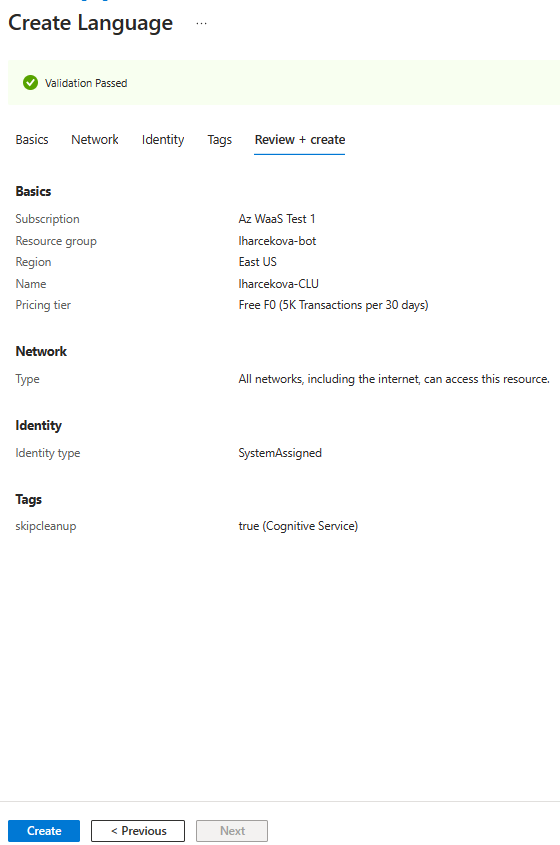 Create Language ...
Validation Passed
Basics Network Identity Tags Review + create
Basics
Subscription Az WaaS Test 1
Resource group lharcekova-bot
Region East US
Name lharcekova-CLU
Pricing tier Free F0 (5K Transactions per 30 days)
Network
Type All networks, including the internet, can access this resource.
Identity
Identity type SystemAssigned
Tags
skipcleanup true (Cognitive Service)
Create < Previous Next